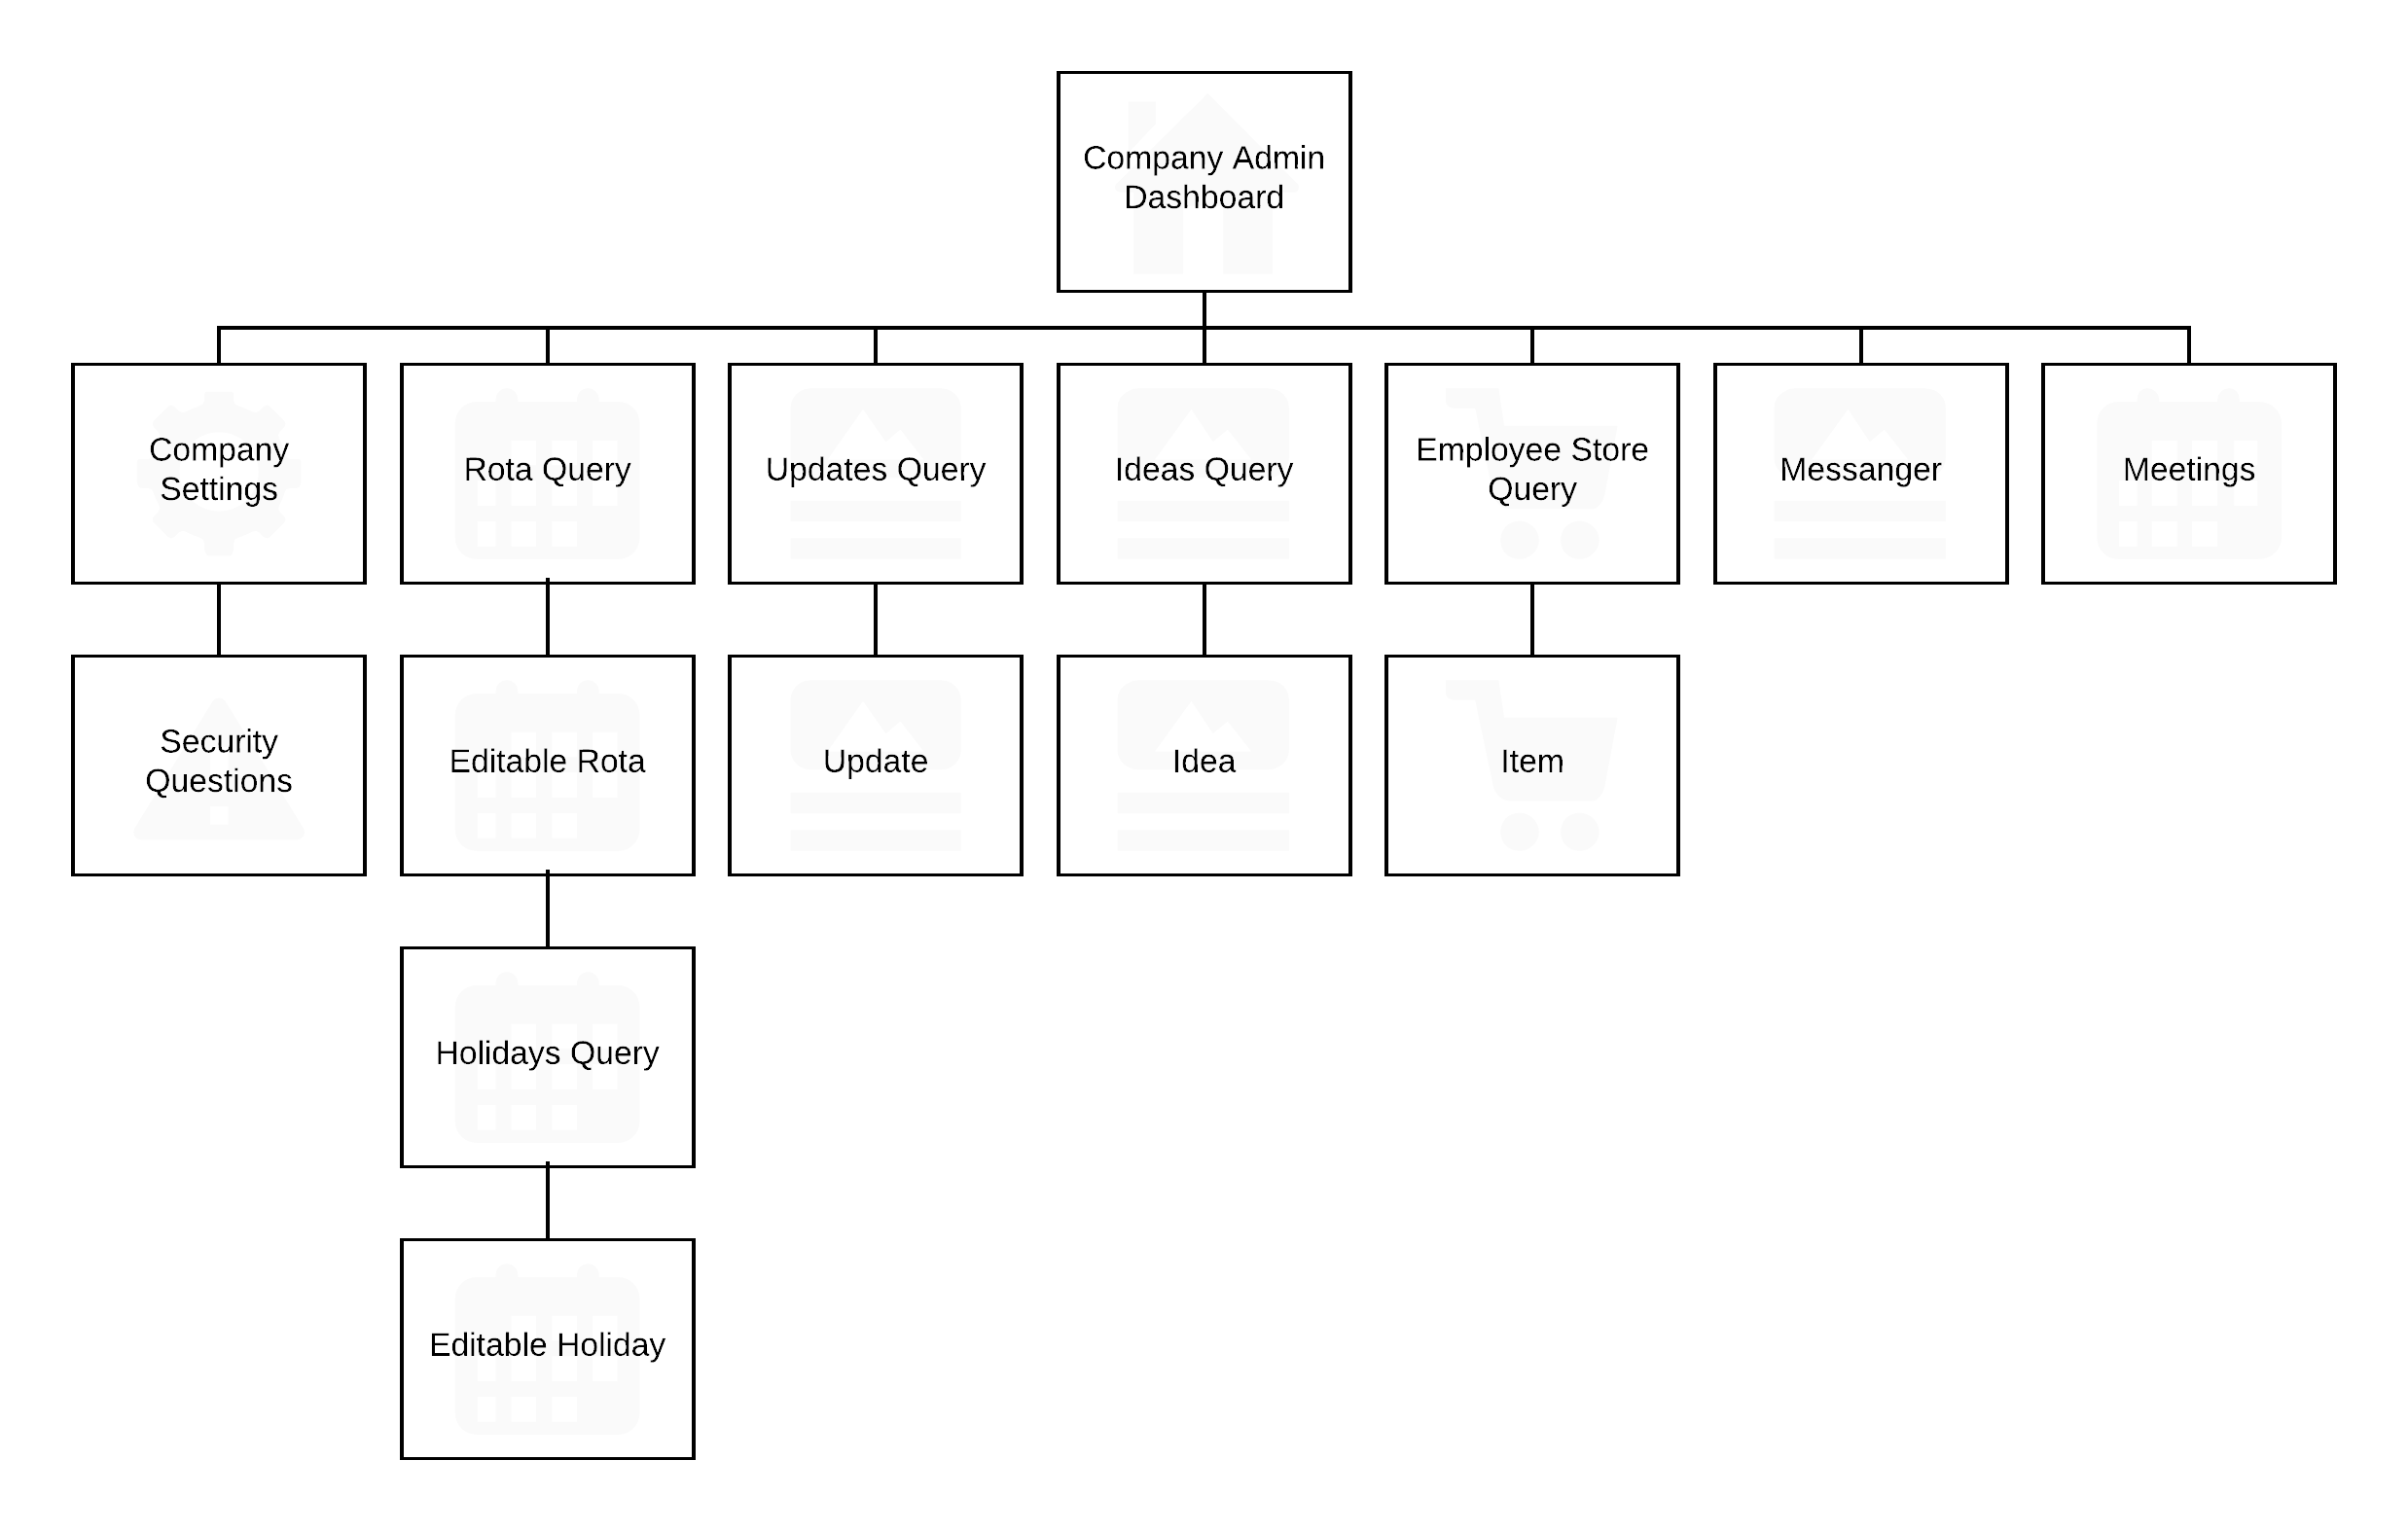 Company Admin
Dashboard
Company
Settings
Rota Query
Updates Query
Ideas Query
Employee Store
Query
Messanger
Meetings
Security
Questions
Editable Rota
Update
Idea
Item
Holidays Query
Editable Holiday